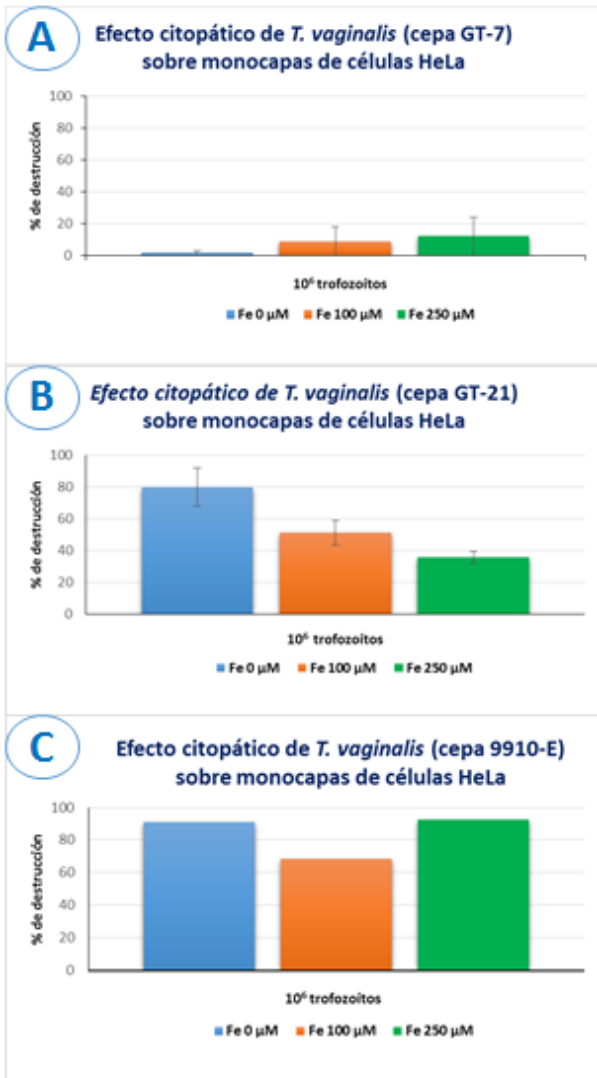 A
Efecto citopático de T. vaginalis (cepa GT-7)
sobre monocapas de células HeLa
% de destrucción
100
80
60
40
20
0
10⁶ trofozoitos
Fe 0 µM Fe 100 µM Fe 250 µM
B
Efecto citopático de T. vaginalis (cepa GT-21)
sobre monocapas de células HeLa
% de destrucción
100
80
60
40
20
0
10⁶ trofozoitos
Fe 0 µM Fe 100 µM Fe 250 µM
C
Efecto citopático de T. vaginalis (cepa 9910-E)
sobre monocapas de células HeLa
% de destrucción
100
80
60
40
20
0
10⁶ trofozoitos
Fe 0 µM Fe 100 µM Fe 250 µM